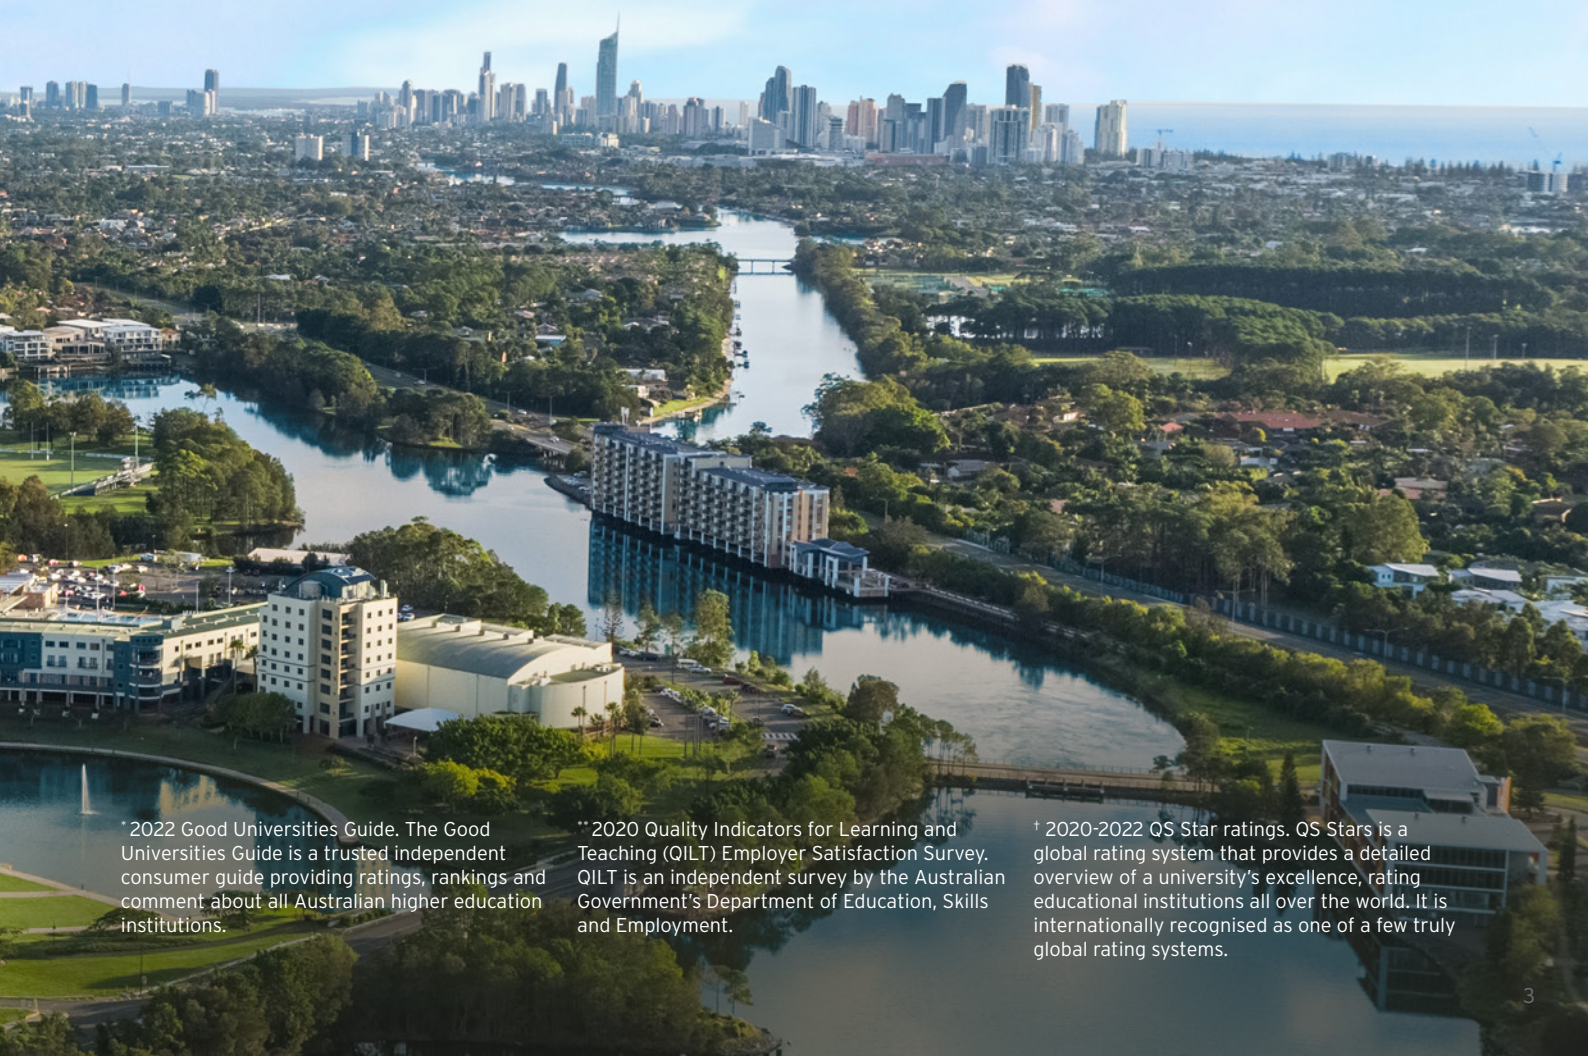 * 2022 Good Universities Guide. The Good
Universities Guide is a trusted independent
consumer guide providing ratings, rankings and
comment about all Australian higher education
institutions.
** 2020 Quality Indicators for Learning and
Teaching (QILT) Employer Satisfaction Survey.
QILT is an independent survey by the Australian
Government’s Department of Education, Skills
and Employment.
† 2020-2022 QS Star ratings. QS Stars is a
global rating system that provides a detailed
overview of a university’s excellence, rating
educational institutions all over the world. It is
internationally recognised as one of a few truly
global rating systems.
3